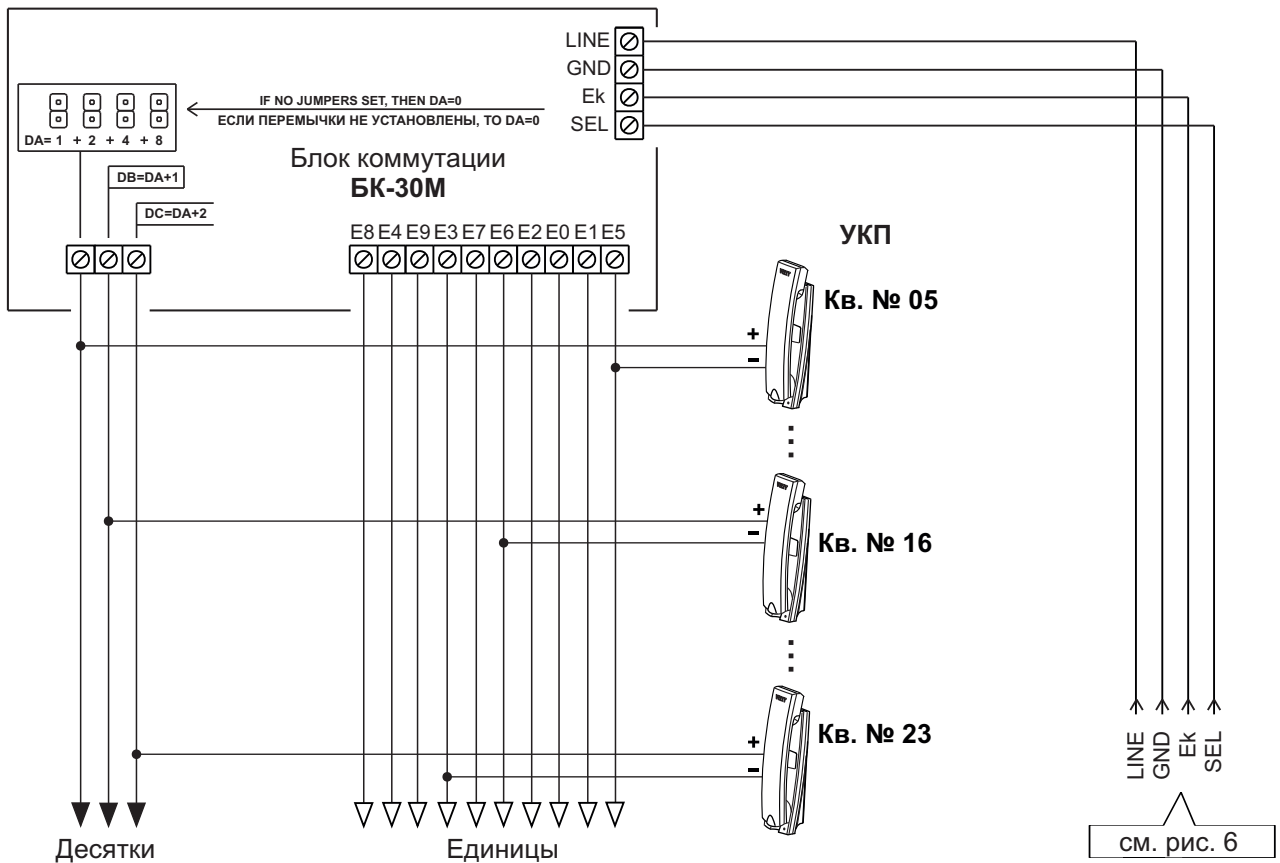 LINE
GND
Ek
SEL
IF NO JUMPERS SET, THEN DA=0
ЕСЛИ ПЕРЕМЫЧКИ НЕ УСТАНОВЛЕНЫ, ТО DA=0
DA= 1 + 2 + 4 + 8
Блок коммутации
БК-30М
DB=DA+1
DC=DA+2
E8 E4 E9 E3 E7 E6 E2 E0 E1 E5
УКП
Кв. № 05
+
-
Кв. № 16
+
-
Кв. № 23
+
-
LINE
GND
Ek
SEL
Десятки
Единицы
см. рис. 6